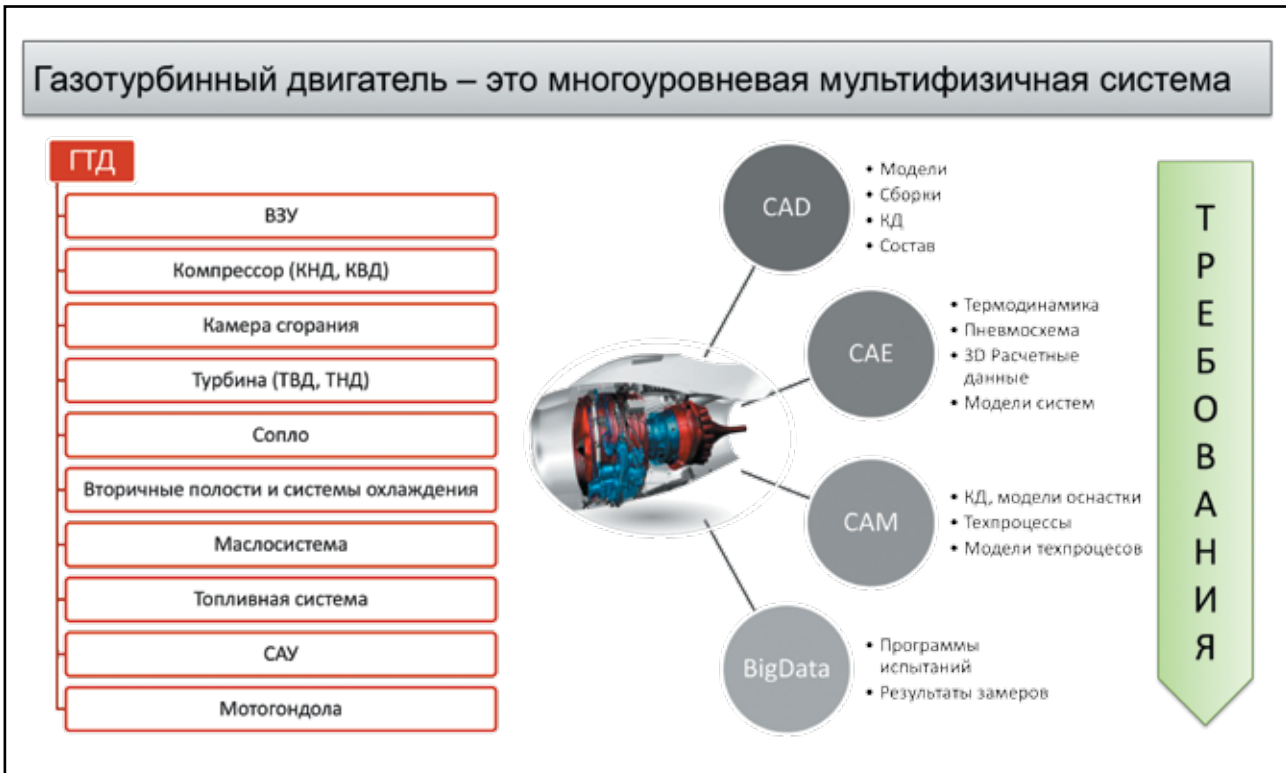 Газотурбинный двигатель – это многоуровневая мультифизичная система
ГТД
ВЗУ
Компрессор (КНД, КВД)
Камера сгорания
Турбина (ТВД, ТНД)
Сопло
Вторичные полости и системы охлаждения
Маслосистема
Топливная система
САУ
Мотогондола
CAD
• Модели
• Сборки
• КД
• Состав
CAE
• Термодинамика
• Пневмосхема
• 3D Расчетные
данные
• Модели систем
CAM
• КД, модели оснастки
• Техпроцессы
• Модели техпроцесов
BigData
• Программы
испытаний
• Результаты замеров
Т
Р
Е
Б
О
В
А
Н
И
Я